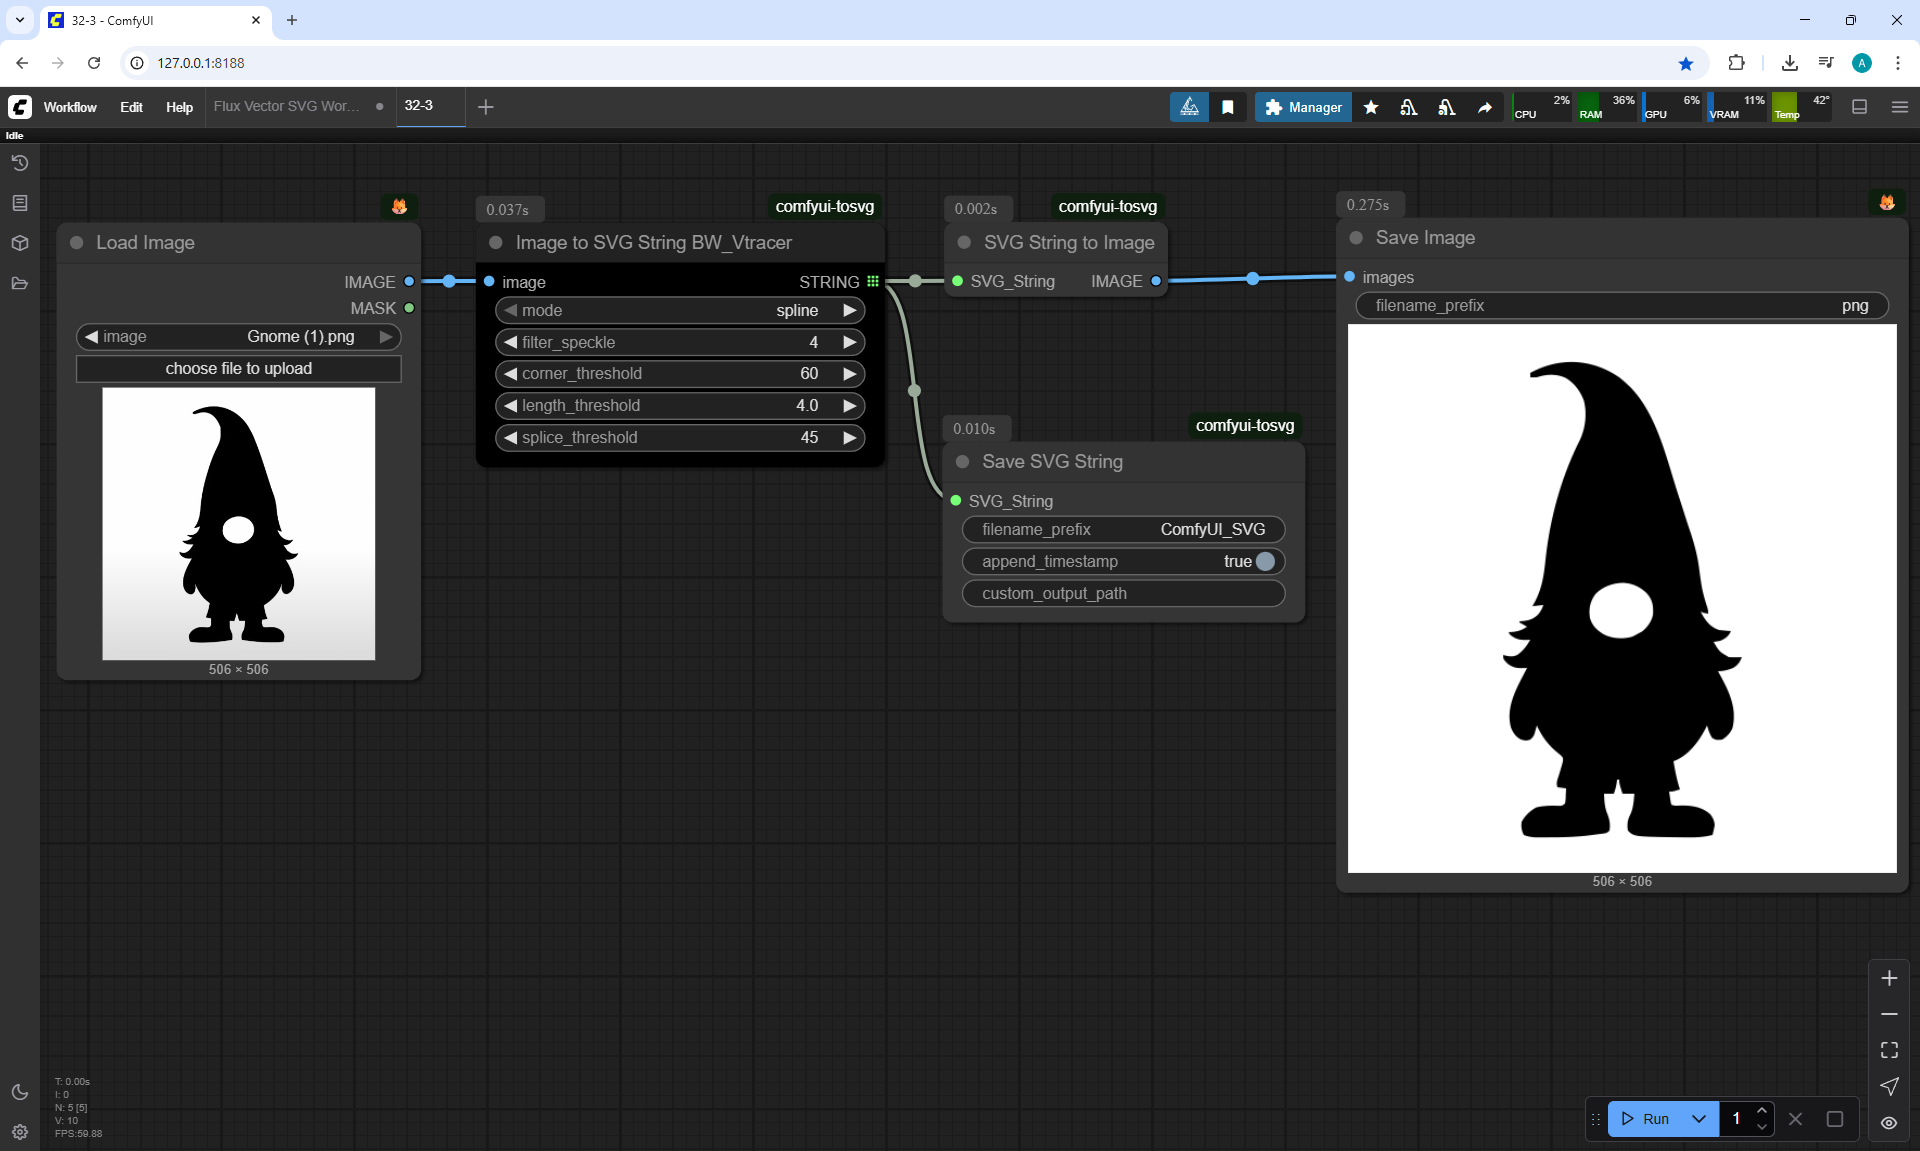 32-3 - ComfyUI
127.0.0.1:8188
Workflow Edit Help Flux Vector SVG Wor... 32-3
Manager
CPU 2% RAM 36% GPU 6% VRAM 11% Temp 42°
Idle
Load Image
IMAGE
MASK
image Gnome (1).png
choose file to upload
506 × 506
0.037s comfyui-tosvg
Image to SVG String BW_Vtracer
image STRING
mode spline
filter_speckle 4
corner_threshold 60
length_threshold 4.0
splice_threshold 45
0.002s comfyui-tosvg
SVG String to Image
SVG_String IMAGE
0.010s comfyui-tosvg
Save SVG String
SVG_String
filename_prefix ComfyUI_SVG
append_timestamp true
custom_output_path
0.275s
Save Image
images
filename_prefix png
506 × 506
T: 0.00s
I: 0
N: 5 [5]
V: 10
FPS:59.88
Run 1
A